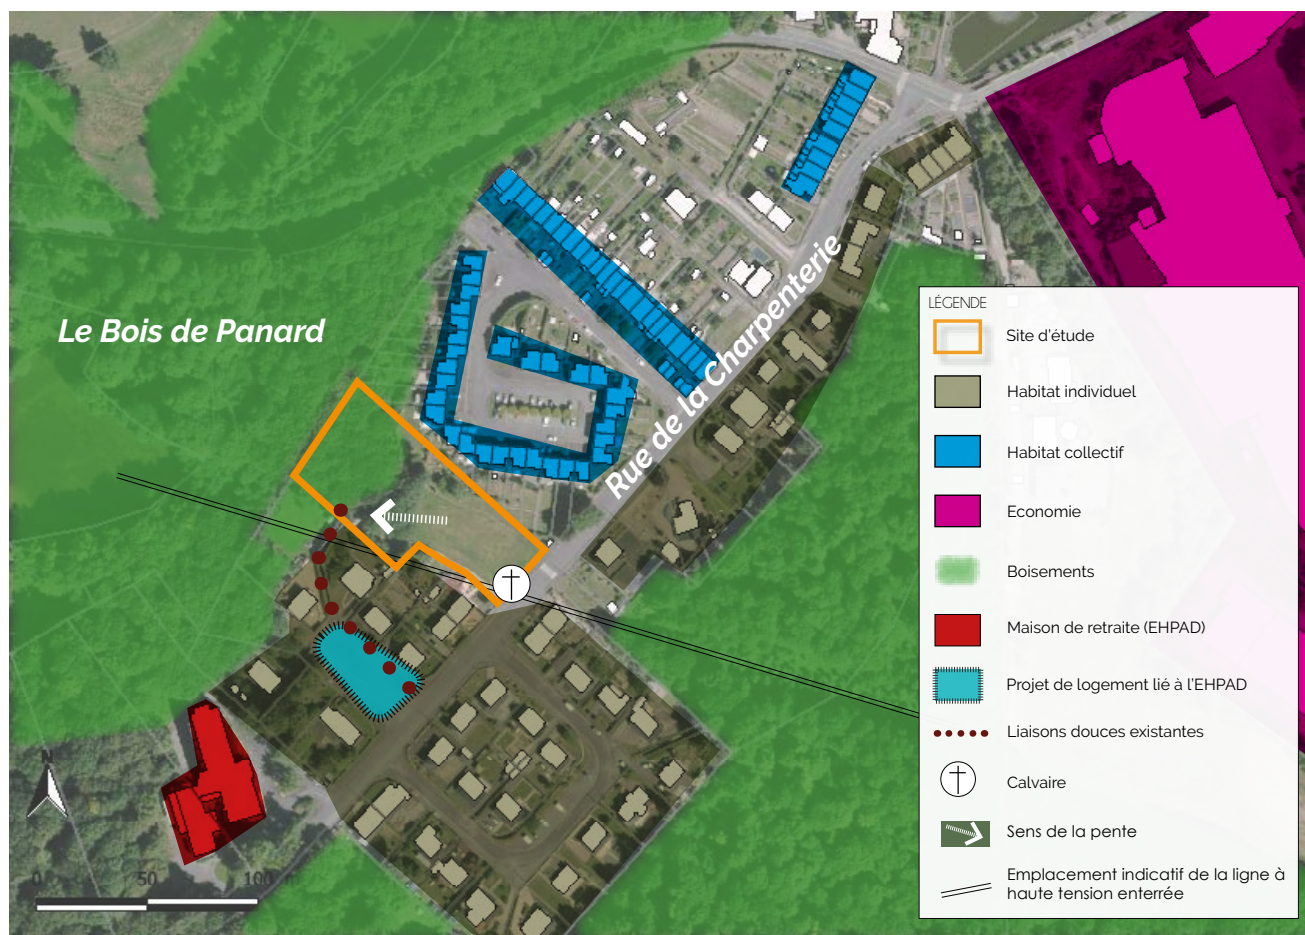 Le Bois de Panard
Rue de la Charpenterie
N
0 50 100 m
LÉGENDE
Site d'étude
Habitat individuel
Habitat collectif
Economie
Boisements
Maison de retraite (EHPAD)
Projet de logement lié à l'EHPAD
Liaisons douces existantes
Calvaire
Sens de la pente
Emplacement indicatif de la ligne à
haute tension enterrée